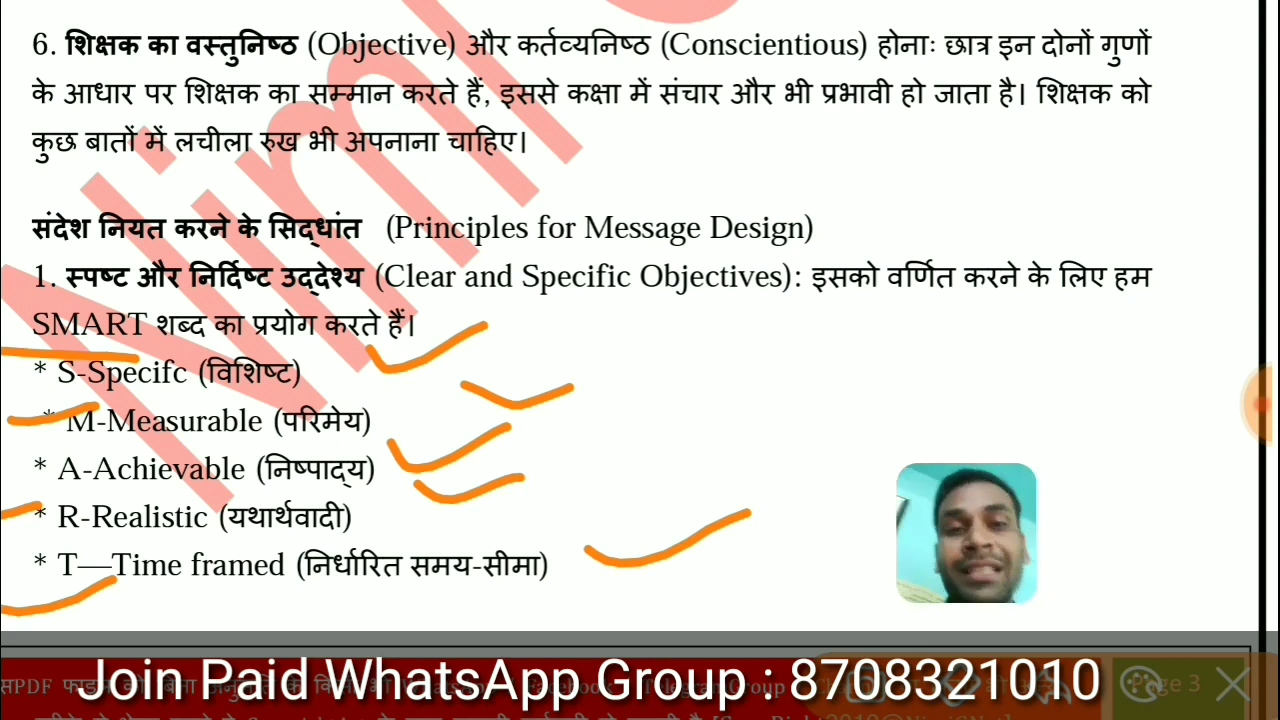 6. शिक्षक का वस्तुनिष्ठ (Objective) और कर्तव्यनिष्ठ (Conscientious) होनाः छात्र इन दोनों गुणों
के आधार पर शिक्षक का सम्मान करते हैं, इससे कक्षा में संचार और भी प्रभावी हो जाता है। शिक्षक को
कुछ बातों में लचीला रुख भी अपनाना चाहिए।
संदेश नियत करने के सिद्धांत (Principles for Message Design)
1. स्पष्ट और निर्दिष्ट उद्देश्य (Clear and Specific Objectives): इसको वर्णित करने के लिए हम
SMART शब्द का प्रयोग करते हैं।
* S-Specifc (विशिष्ट)
* M-Measurable (परिमेय)
* A-Achievable (निष्पाद्य)
* R-Realistic (यथार्थवादी)
* T—Time framed (निर्धारित समय-सीमा)
Join Paid WhatsApp Group : 8708321010